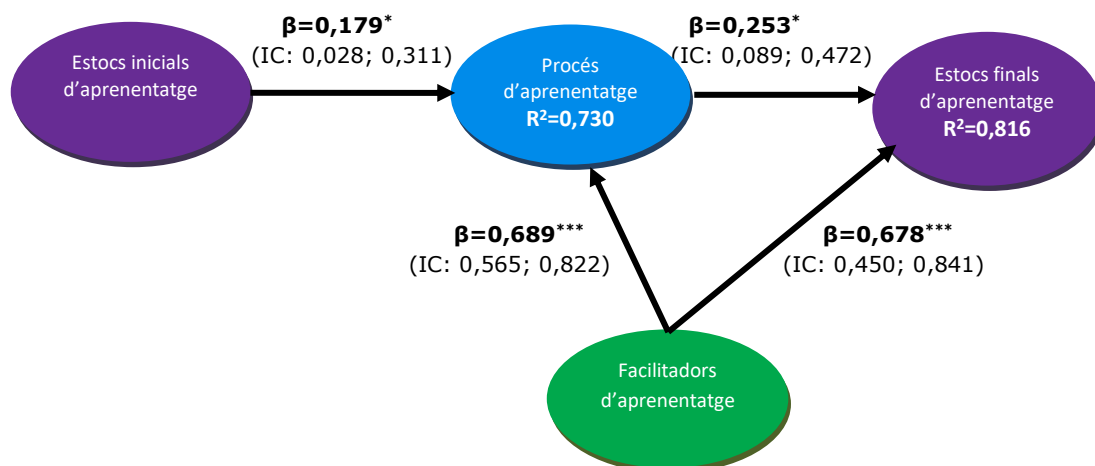 β=0,179*
(IC: 0,028; 0,311)
β=0,253*
(IC: 0,089; 0,472)
Estocs inicials
d’aprenentatge
Procés
d’aprenentatge
R²=0,730
Estocs finals
d’aprenentatge
R²=0,816
β=0,689***
(IC: 0,565; 0,822)
β=0,678***
(IC: 0,450; 0,841)
Facilitadors
d’aprenentatge